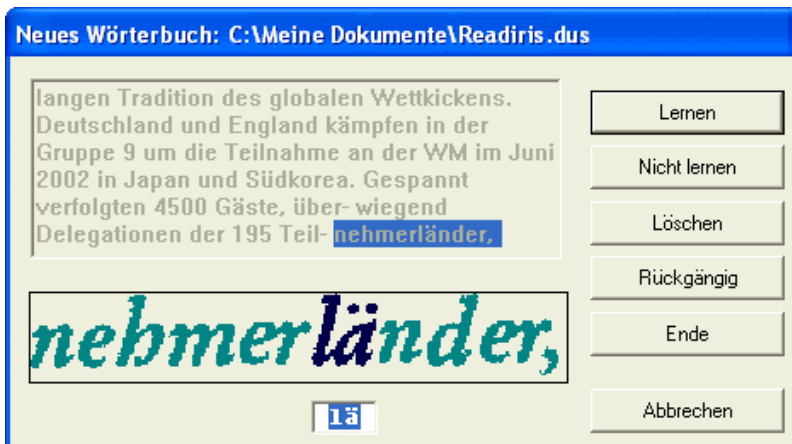 Neues Wörterbuch: C:\Meine Dokumente\Readiris.dus
langen Tradition des globalen Wettkickens.
Deutschland und England kämpfen in der
Gruppe 9 um die Teilnahme an der WM im Juni
2002 in Japan und Südkorea. Gespannt
verfolgten 4500 Gäste, über- wiegend
Delegationen der 195 Teil- nehmerländer,
nehmerländer,
lä
Lernen
Nicht lernen
Löschen
Rückgängig
Ende
Abbrechen